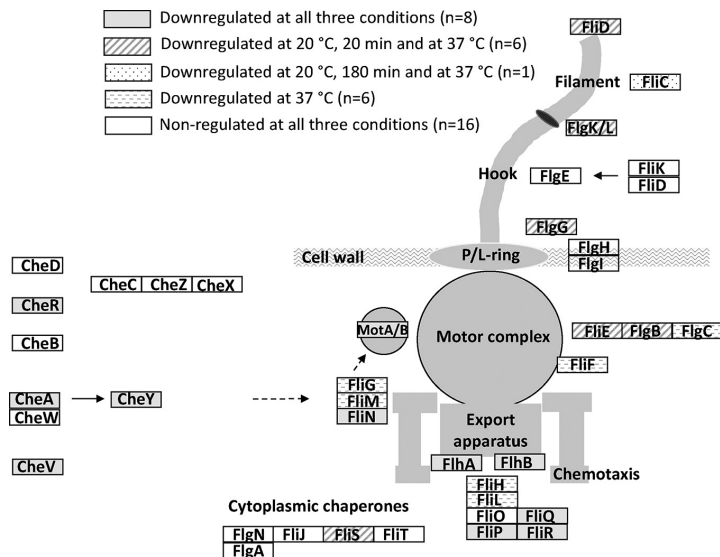 Downregulated at all three conditions (n=8)
Downregulated at 20 °C, 20 min and at 37 °C (n=6)
Downregulated at 20 °C, 180 min and at 37 °C (n=1)
Downregulated at 37 °C (n=6)
Non-regulated at all three conditions (n=16)
FliD
Filament
FliC
FlgK/L
Hook
FlgE
FliK
FliD
FlgG
Cell wall
P/L-ring
FlgH
FlgI
CheD
CheC CheZ CheX
CheR
CheB
MotA/B
Motor complex
FliE FlgB FlgC
FliF
FliG
FliM
FliN
CheA
CheW
CheY
Export
apparatus
FlhA FlhB
Chemotaxis
CheV
FliH
FliL
FliO FliQ
FliP FliR
Cytoplasmic chaperones
FlgN FliJ FliS FliT
FlgA